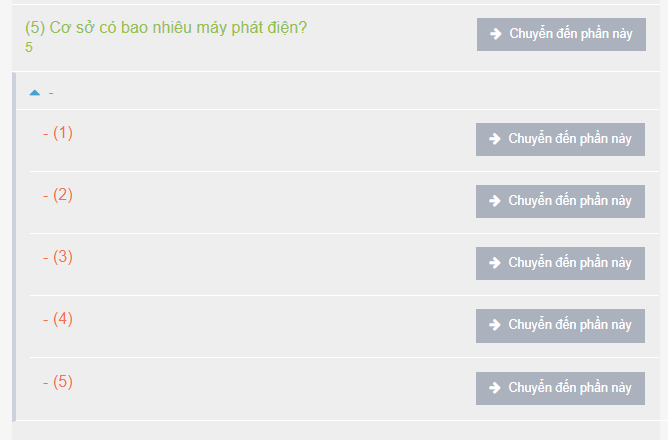 (5) Cơ sở có bao nhiêu máy phát điện?
Chuyển đến phần này
5
-
- (1)
Chuyển đến phần này
- (2)
Chuyển đến phần này
- (3)
Chuyển đến phần này
- (4)
Chuyển đến phần này
- (5)
Chuyển đến phần này